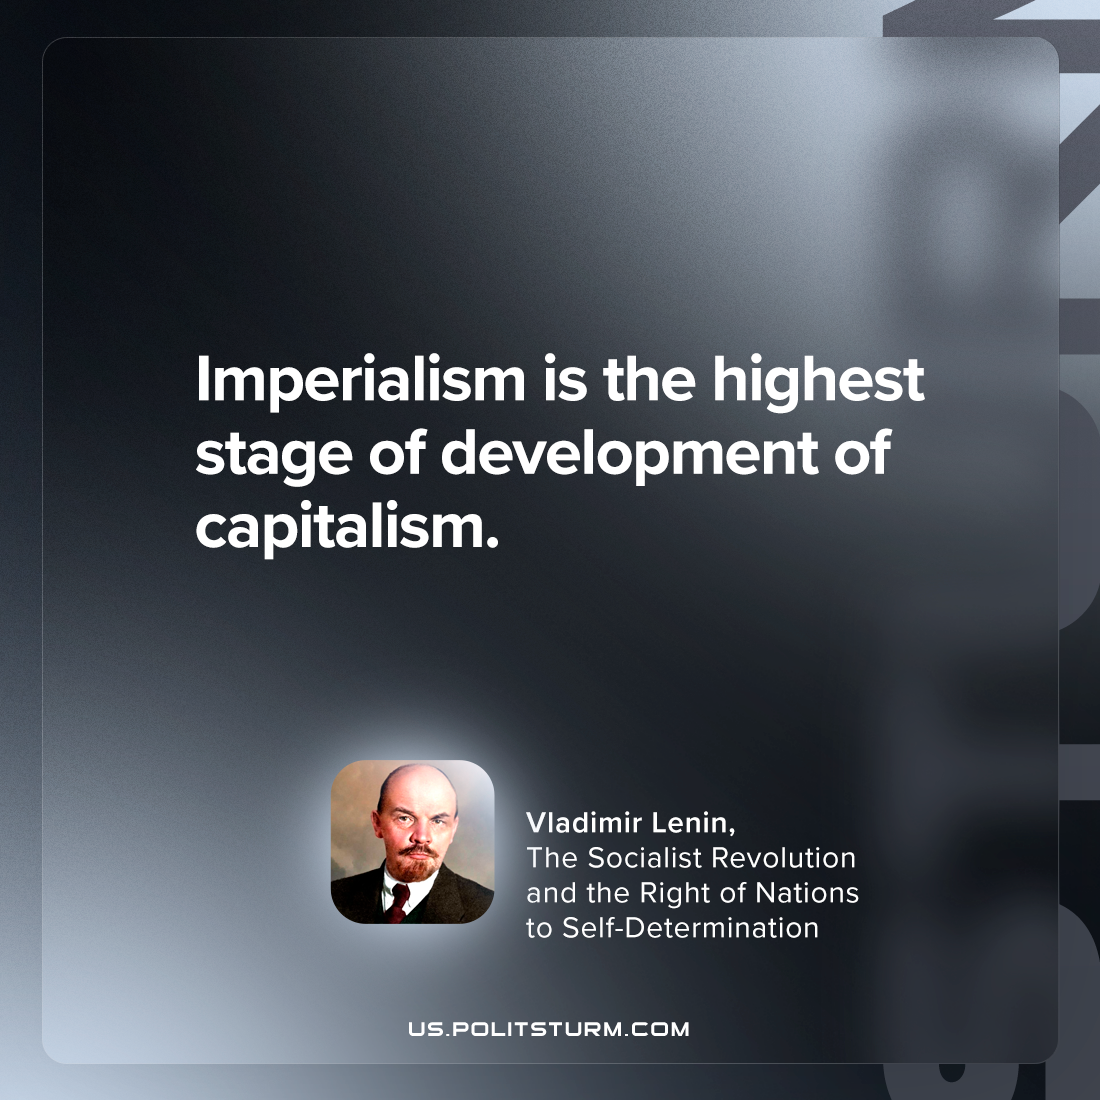 Imperialism is the highest
stage of development of
capitalism.
Vladimir Lenin,
The Socialist Revolution
and the Right of Nations
to Self-Determination
US.POLITSTURM.COM